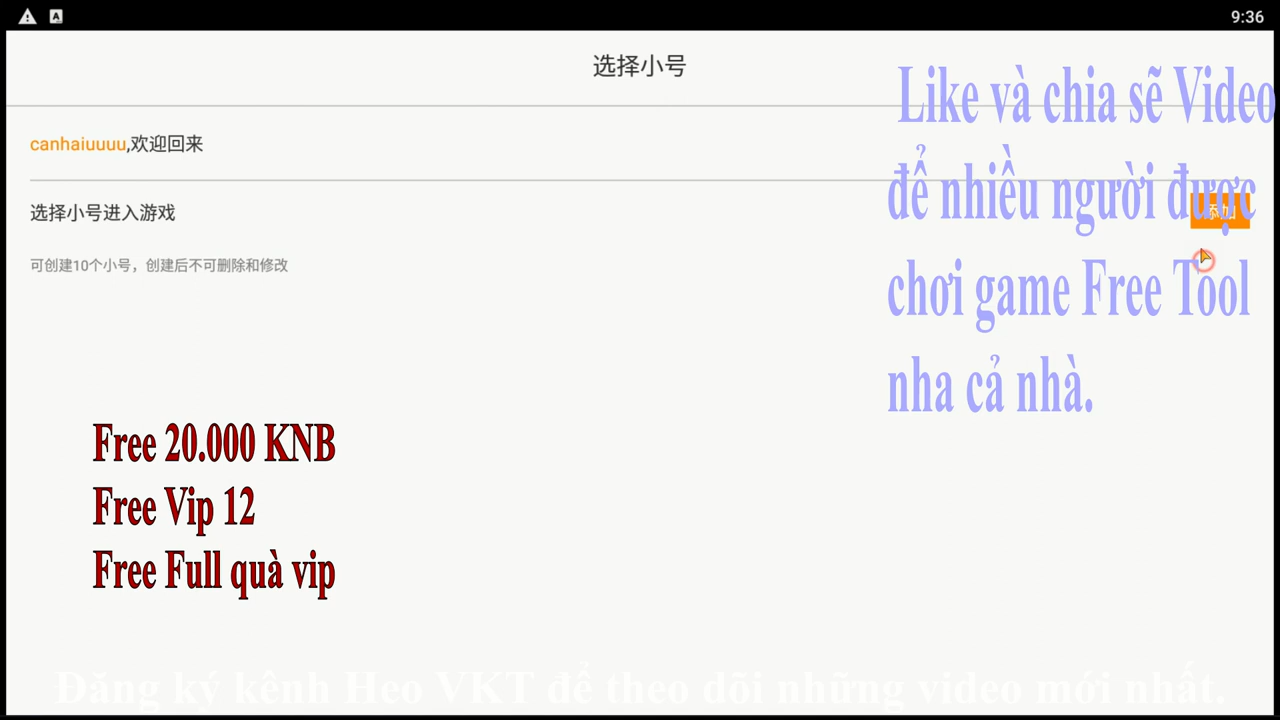 9:36
选择小号
Like và chia sẽ Video
canhaiuuuu,欢迎回来
để nhiều người được
选择小号进入游戏
添加
可创建10个小号，创建后不可删除和修改
chơi game Free Tool
nha cả nhà.
Free 20.000 KNB
Free Vip 12
Free Full quà vip
Đăng ký kênh Heo VKT để theo dõi những video mới nhất.